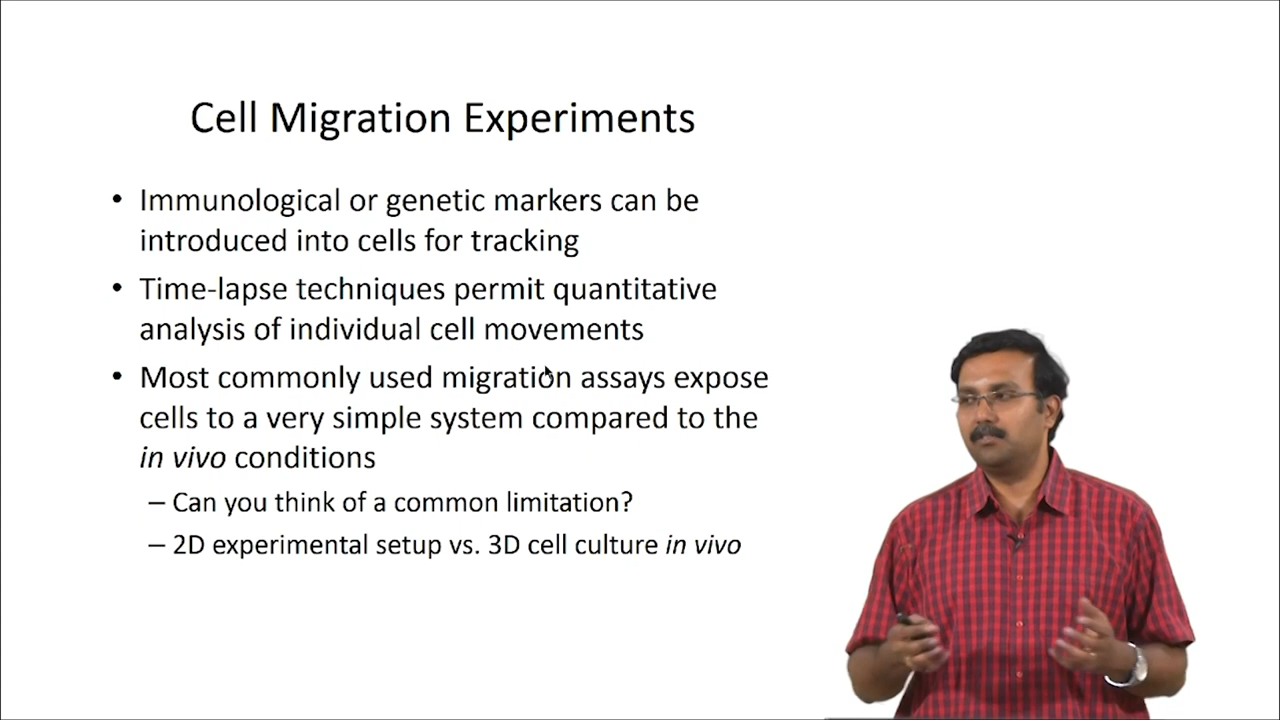 Cell Migration Experiments
• Immunological or genetic markers can be
introduced into cells for tracking
• Time-lapse techniques permit quantitative
analysis of individual cell movements
• Most commonly used migration assays expose
cells to a very simple system compared to the
in vivo conditions
– Can you think of a common limitation?
– 2D experimental setup vs. 3D cell culture in vivo